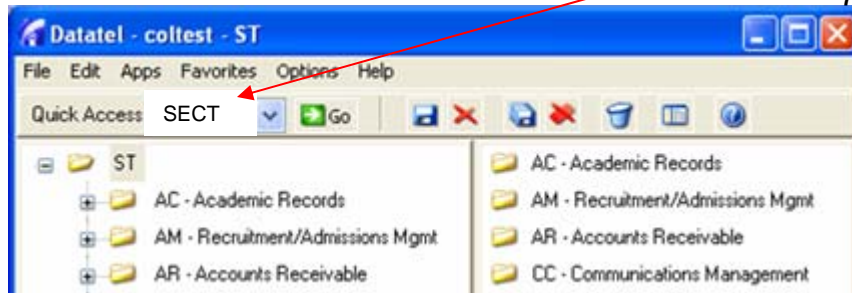 Datatel - coltest - ST
File Edit Apps Favorites Options Help
Quick Access SECT Go
ST
AC - Academic Records
AM - Recruitment/Admissions Mgmt
AR - Accounts Receivable
AC - Academic Records
AM - Recruitment/Admissions Mgmt
AR - Accounts Receivable
CC - Communications Management